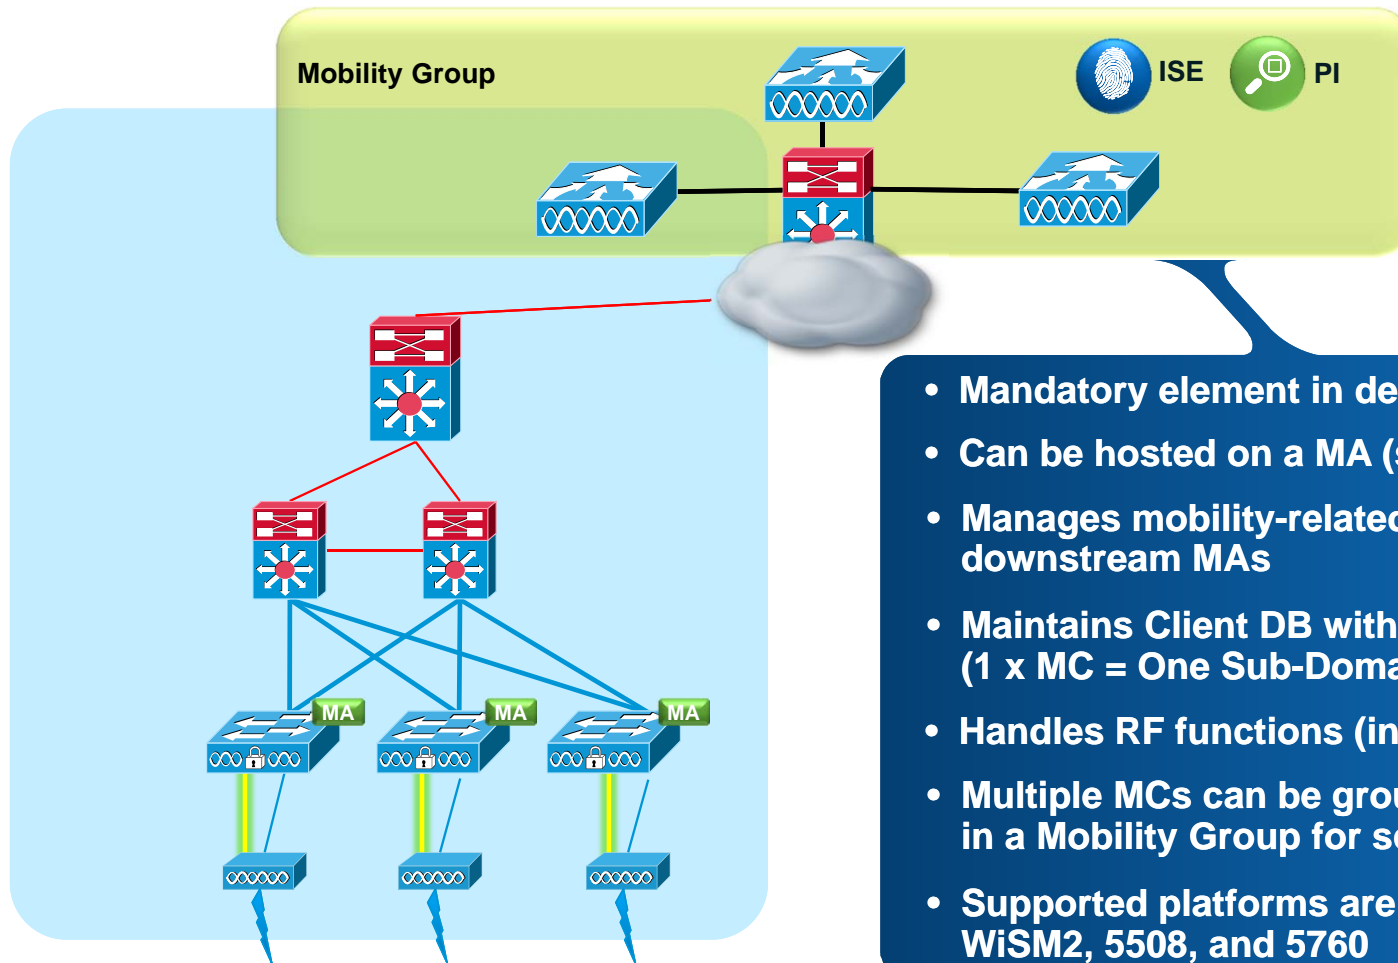 Mobility Group
ISE
PI
• Mandatory element in de
• Can be hosted on a MA (s
• Manages mobility-related
downstream MAs
• Maintains Client DB with
(1 x MC = One Sub-Doma
• Handles RF functions (in
• Multiple MCs can be grou
in a Mobility Group for sc
• Supported platforms are
WiSM2, 5508, and 5760
MA
MA
MA